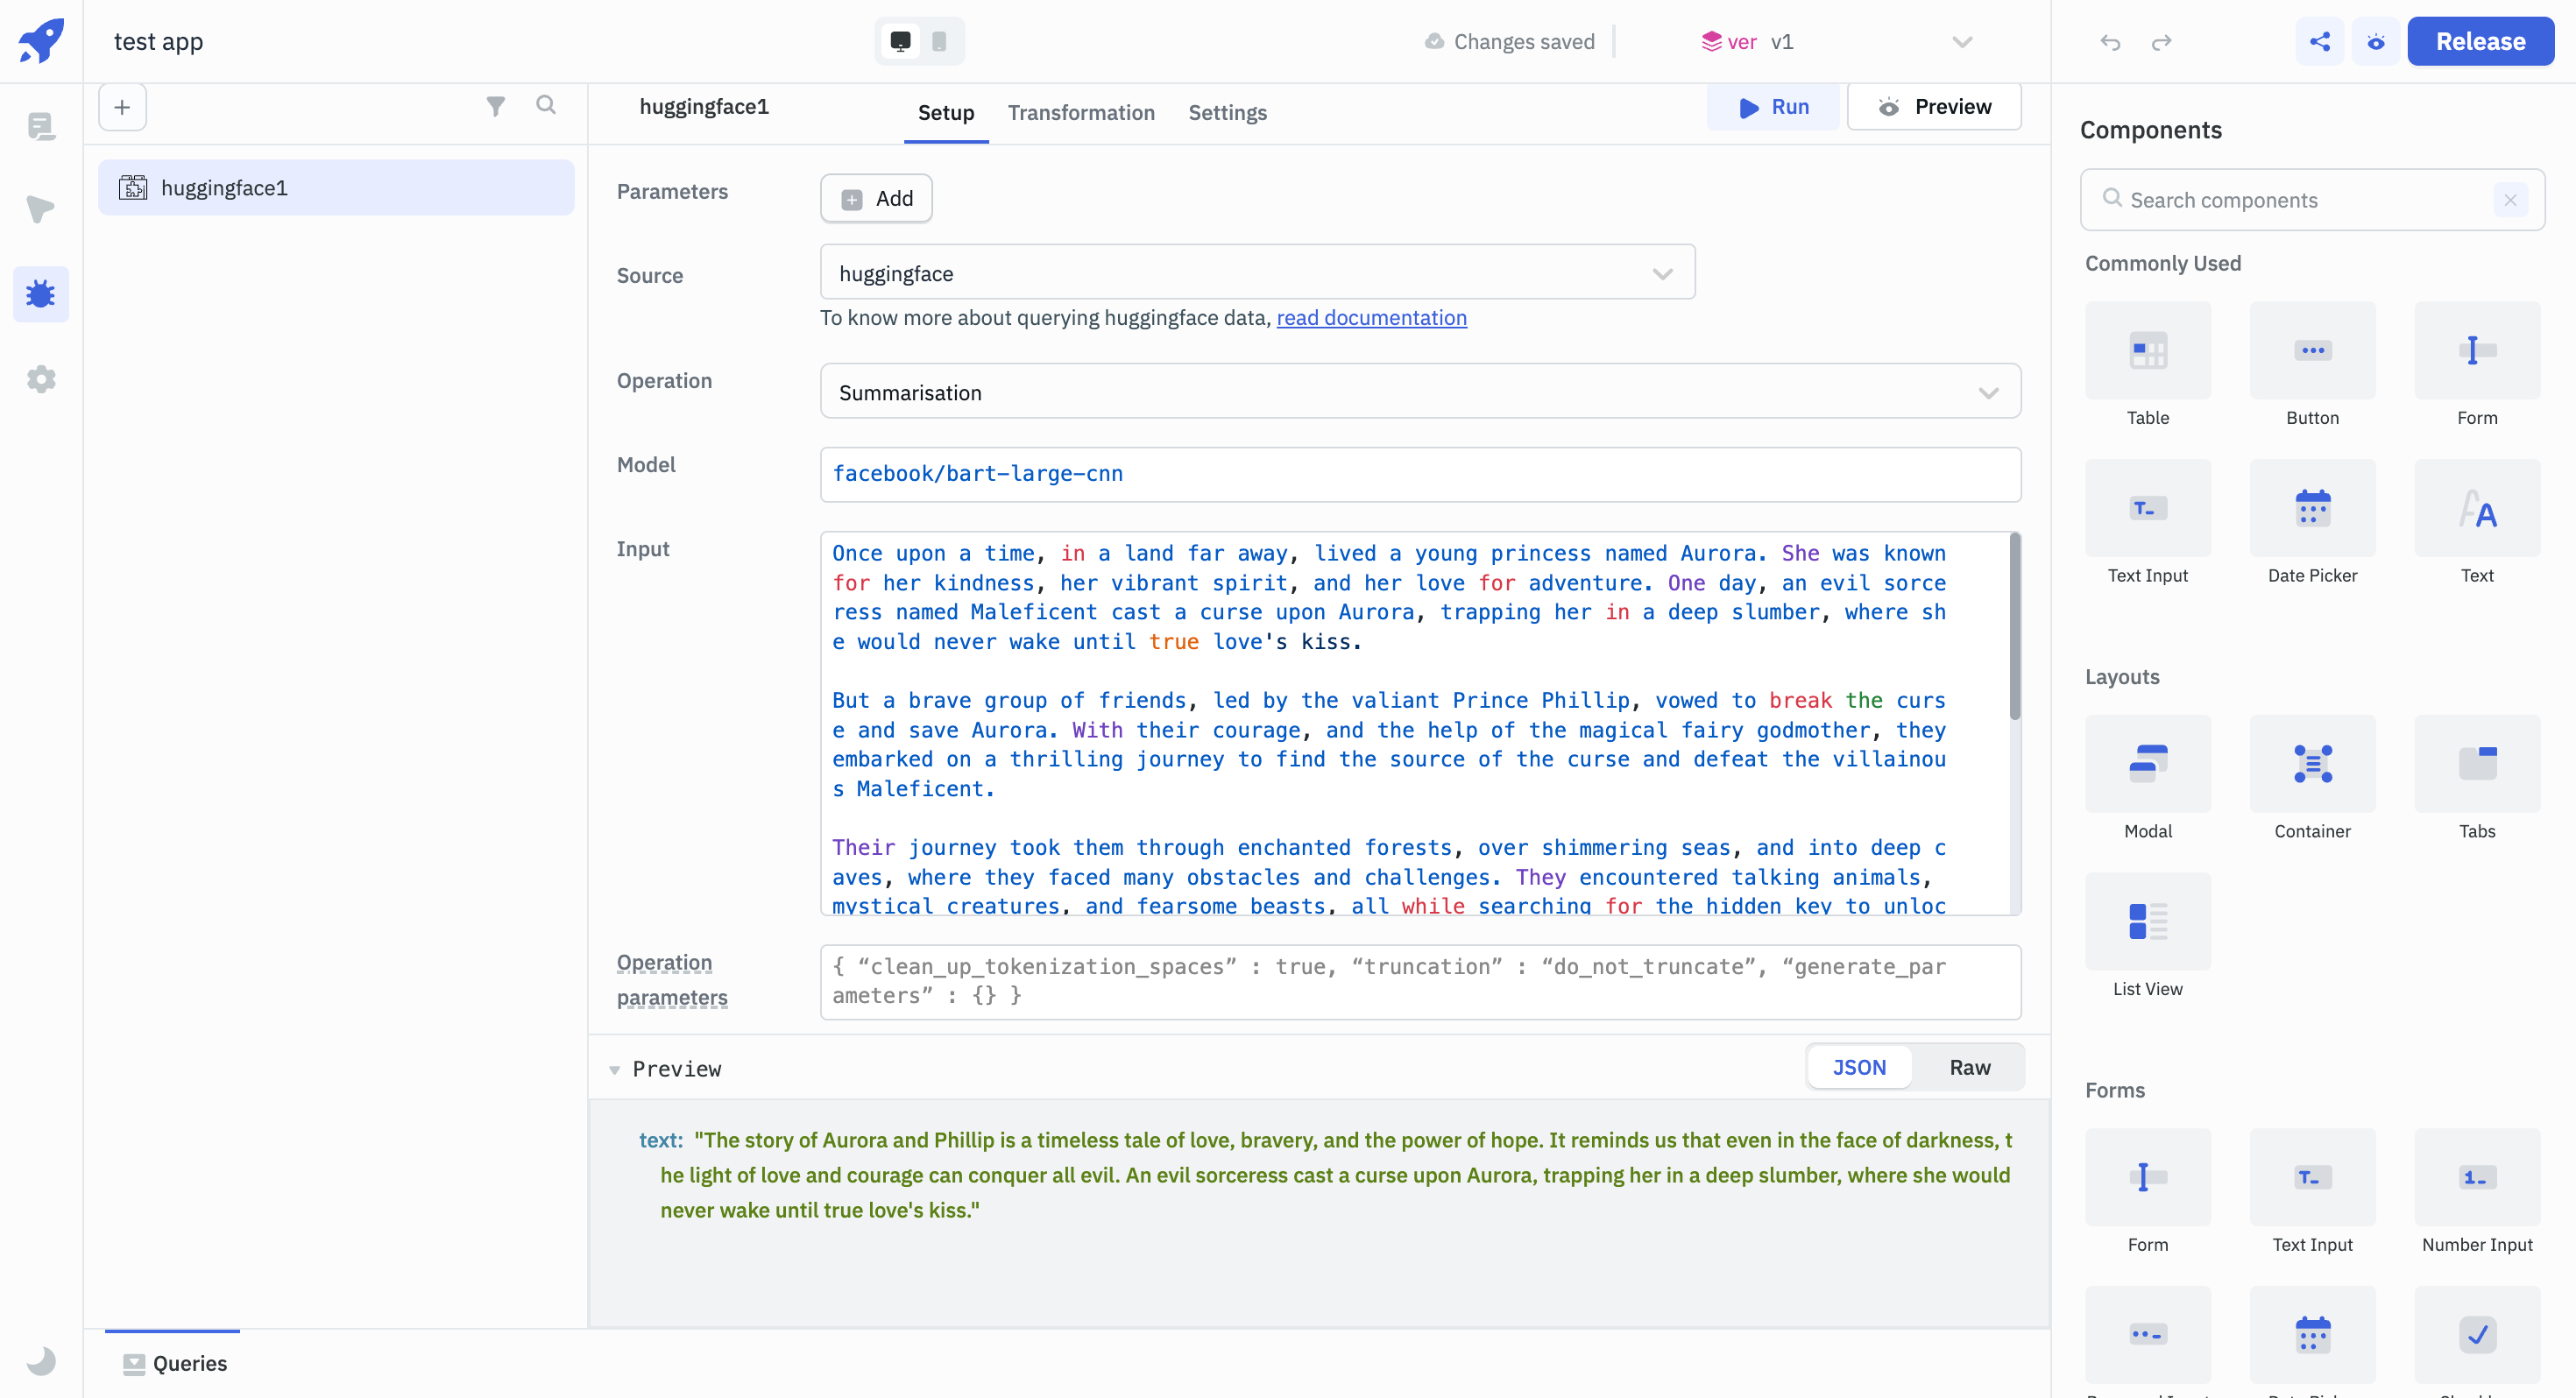 test app
Changes saved
ver v1
Release
huggingface1
Setup
Transformation
Settings
Run
Preview
huggingface1
Parameters
Add
Source
huggingface
To know more about querying huggingface data, read documentation
Operation
Summarisation
Model
facebook/bart-large-cnn
Input
Once upon a time, in a land far away, lived a young princess named Aurora. She was known
for her kindness, her vibrant spirit, and her love for adventure. One day, an evil sorce
ress named Maleficent cast a curse upon Aurora, trapping her in a deep slumber, where sh
e would never wake until true love's kiss.
But a brave group of friends, led by the valiant Prince Phillip, vowed to break the curs
e and save Aurora. With their courage, and the help of the magical fairy godmother, they
embarked on a thrilling journey to find the source of the curse and defeat the villainou
s Maleficent.
Their journey took them through enchanted forests, over shimmering seas, and into deep c
aves, where they faced many obstacles and challenges. They encountered talking animals,
mystical creatures, and fearsome beasts, all while searching for the hidden key to unloc
Operation
parameters
{ “clean_up_tokenization_spaces” : true, “truncation” : “do_not_truncate”, “generate_par
ameters” : {} }
Preview
JSON
Raw
text: "The story of Aurora and Phillip is a timeless tale of love, bravery, and the power of hope. It reminds us that even in the face of darkness, t
he light of love and courage can conquer all evil. An evil sorceress cast a curse upon Aurora, trapping her in a deep slumber, where she would
never wake until true love's kiss."
Queries
Components
Search components
Commonly Used
Table
Button
Form
Text Input
Date Picker
Text
Layouts
Modal
Container
Tabs
List View
Forms
Form
Text Input
Number Input